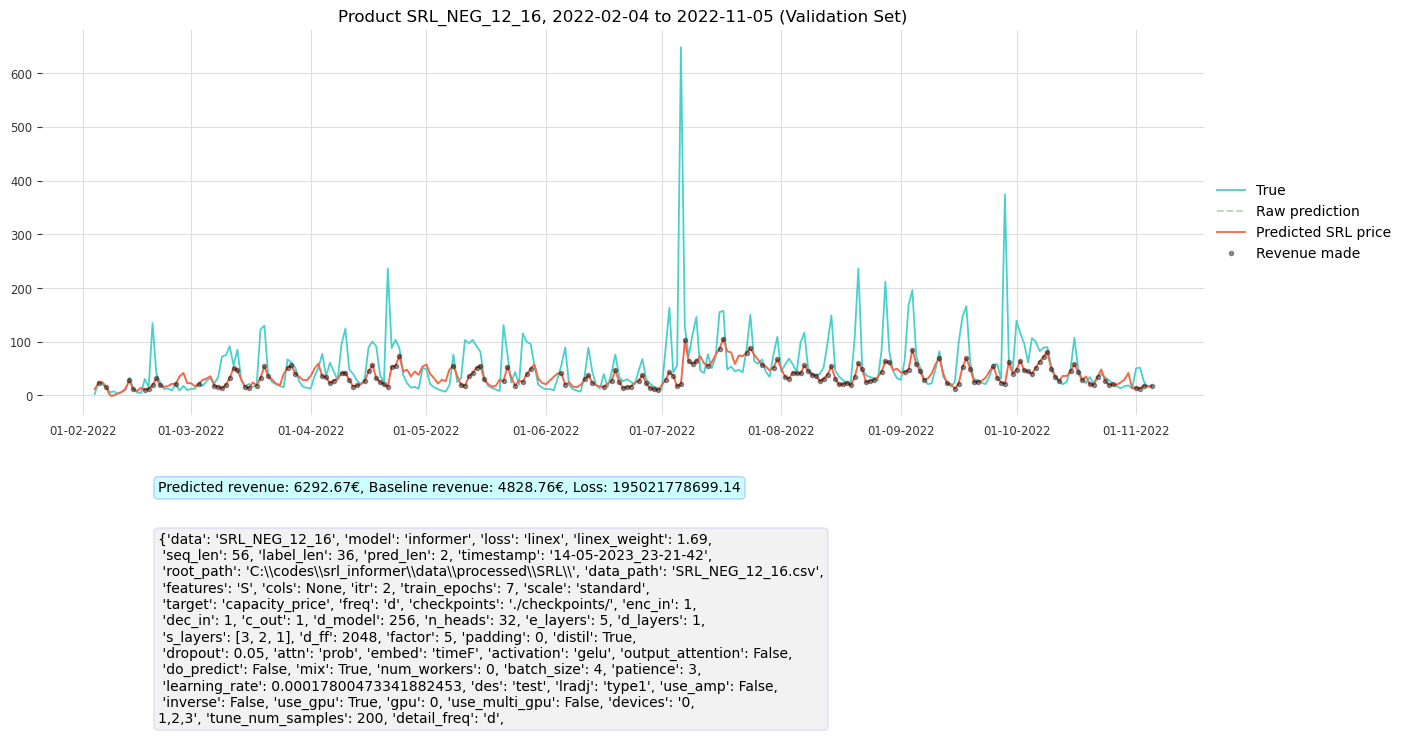 Product SRL_NEG_12_16, 2022-02-04 to 2022-11-05 (Validation Set)
600
500
400
300
200
100
0
01-02-2022 01-03-2022 01-04-2022 01-05-2022 01-06-2022 01-07-2022 01-08-2022 01-09-2022 01-10-2022 01-11-2022
True
Raw prediction
Predicted SRL price
Revenue made
Predicted revenue: 6292.67€, Baseline revenue: 4828.76€, Loss: 195021778699.14
{'data': 'SRL_NEG_12_16', 'model': 'informer', 'loss': 'linex', 'linex_weight': 1.69,
'seq_len': 56, 'label_len': 36, 'pred_len': 2, 'timestamp': '14-05-2023_23-21-42',
'root_path': 'C:\\codes\\srl_informer\\data\\processed\\SRL\\', 'data_path': 'SRL_NEG_12_16.csv',
'features': 'S', 'cols': None, 'itr': 2, 'train_epochs': 7, 'scale': 'standard',
'target': 'capacity_price', 'freq': 'd', 'checkpoints': './checkpoints/', 'enc_in': 1,
'dec_in': 1, 'c_out': 1, 'd_model': 256, 'n_heads': 32, 'e_layers': 5, 'd_layers': 1,
's_layers': [3, 2, 1], 'd_ff': 2048, 'factor': 5, 'padding': 0, 'distil': True,
'dropout': 0.05, 'attn': 'prob', 'embed': 'timeF', 'activation': 'gelu', 'output_attention': False,
'do_predict': False, 'mix': True, 'num_workers': 0, 'batch_size': 4, 'patience': 3,
'learning_rate': 0.00017800473341882453, 'des': 'test', 'lradj': 'type1', 'use_amp': False,
'inverse': False, 'use_gpu': True, 'gpu': 0, 'use_multi_gpu': False, 'devices': '0,
1,2,3', 'tune_num_samples': 200, 'detail_freq': 'd',